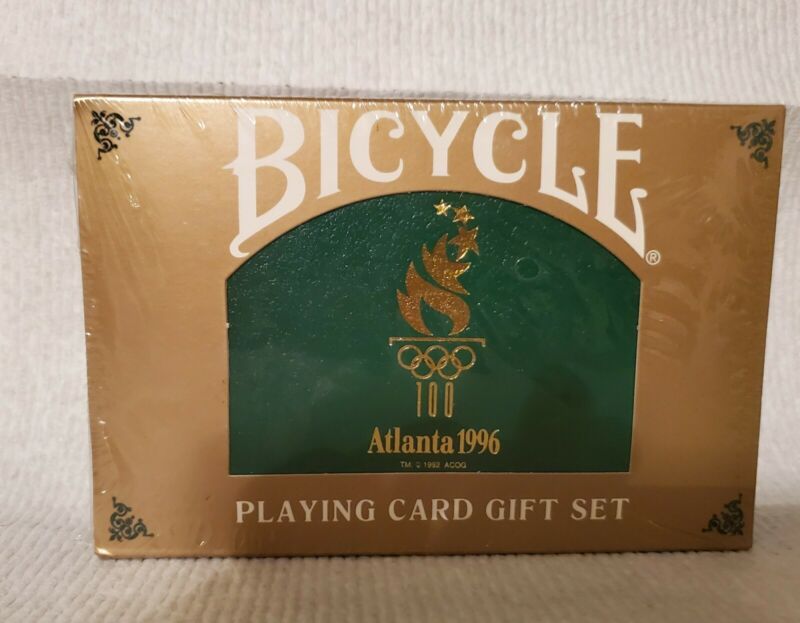 BICYCLE
®
100
Atlanta 1996
TM. © 1992 ACOG
PLAYING CARD GIFT SET